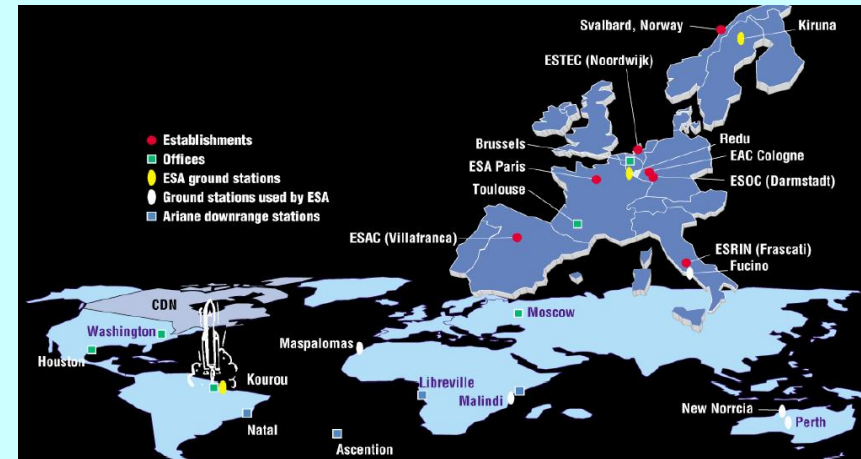 Svalbard, Norway
Kiruna
ESTEC (Noordwijk)
Establishments
Offices
ESA ground stations
Ground stations used by ESA
Ariane downrange stations
Brussels
ESA Paris
Toulouse
Redu
EAC Cologne
ESOC (Darmstadt)
ESAC (Villafranca)
ESRIN (Frascati)
Fucino
CDN
Washington
Houston
Kourou
Natal
Maspalomas
Moscow
Libreville
Malindi
Ascention
New Norrcia
Perth